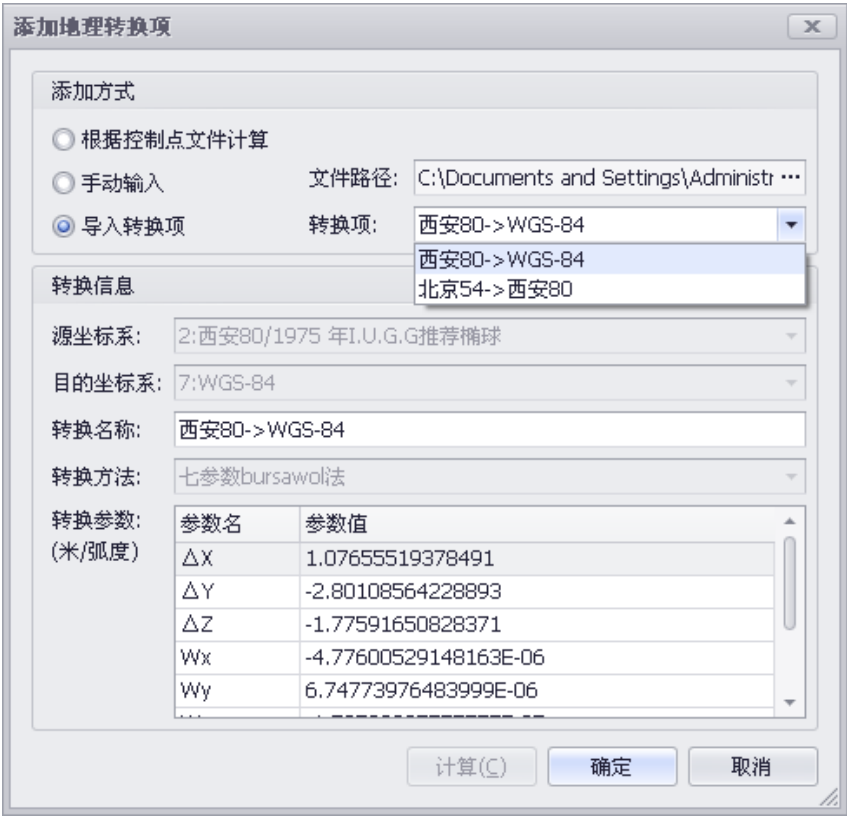 添加地理转换项
添加方式
根据控制点文件计算
手动输入 文件路径: C:\Documents and Settings\Administr ...
导入转换项 转换项: 西安80->WGS-84
西安80->WGS-84
北京54->西安80
转换信息
源坐标系: 2:西安80/1975 年I.U.G.G推荐椭球
目的坐标系: 7:WGS-84
转换名称: 西安80->WGS-84
转换方法: 七参数bursawol法
转换参数: 参数名 参数值
(米/弧度) ΔX 1.07655519378491
ΔY -2.80108564228893
ΔZ -1.77591650828371
Wx -4.77600529148163E-06
Wy 6.74773976483999E-06
计算(C) 确定 取消